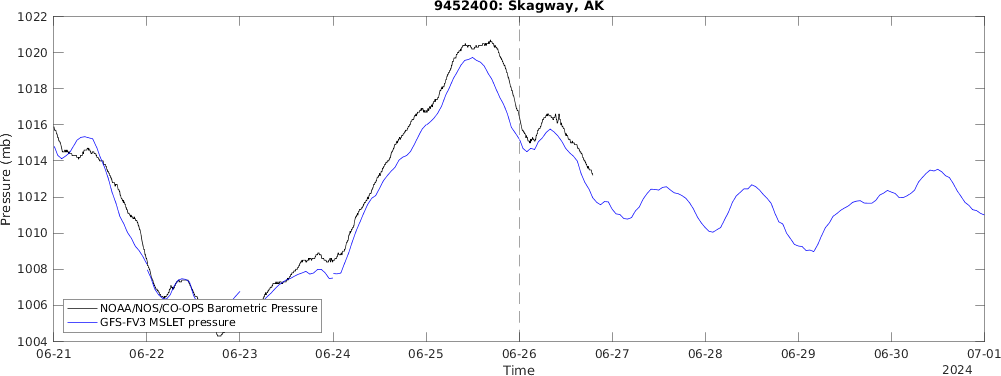 9452400: Skagway, AK
1022
1020
1018
1016
1014
1012
1010
1008
1006
1004
Pressure (mb)
NOAA/NOS/CO-OPS Barometric Pressure
GFS-FV3 MSLET pressure
06-21 06-22 06-23 06-24 06-25 06-26 06-27 06-28 06-29 06-30 07-01
Time
2024